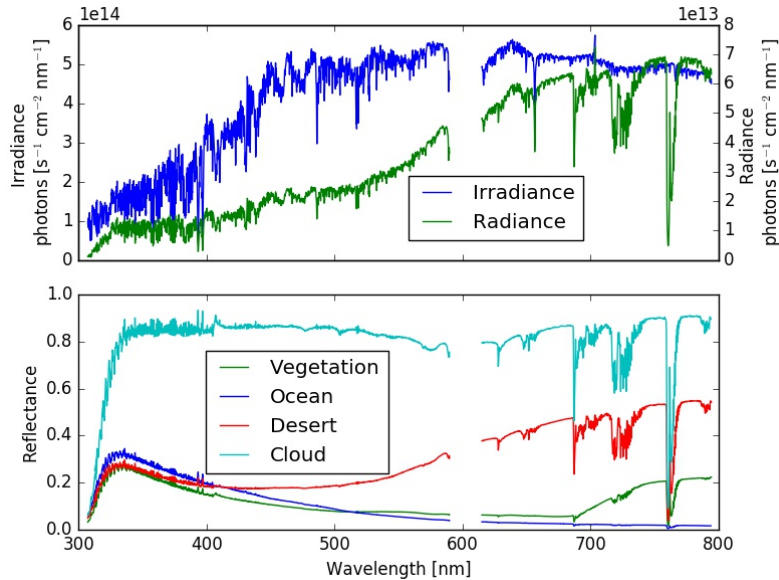 1e14
1e13
6
5
4
3
2
1
0
Irradiance
photons [s⁻¹ cm⁻² nm⁻¹]
8
7
6
5
4
3
2
1
0
Radiance
photons [s⁻¹ cm⁻² nm⁻¹]
Irradiance
Radiance
1.0
0.8
0.6
0.4
0.2
0.0
Reflectance
Vegetation
Ocean
Desert
Cloud
300 400 500 600 700 800
Wavelength [nm]